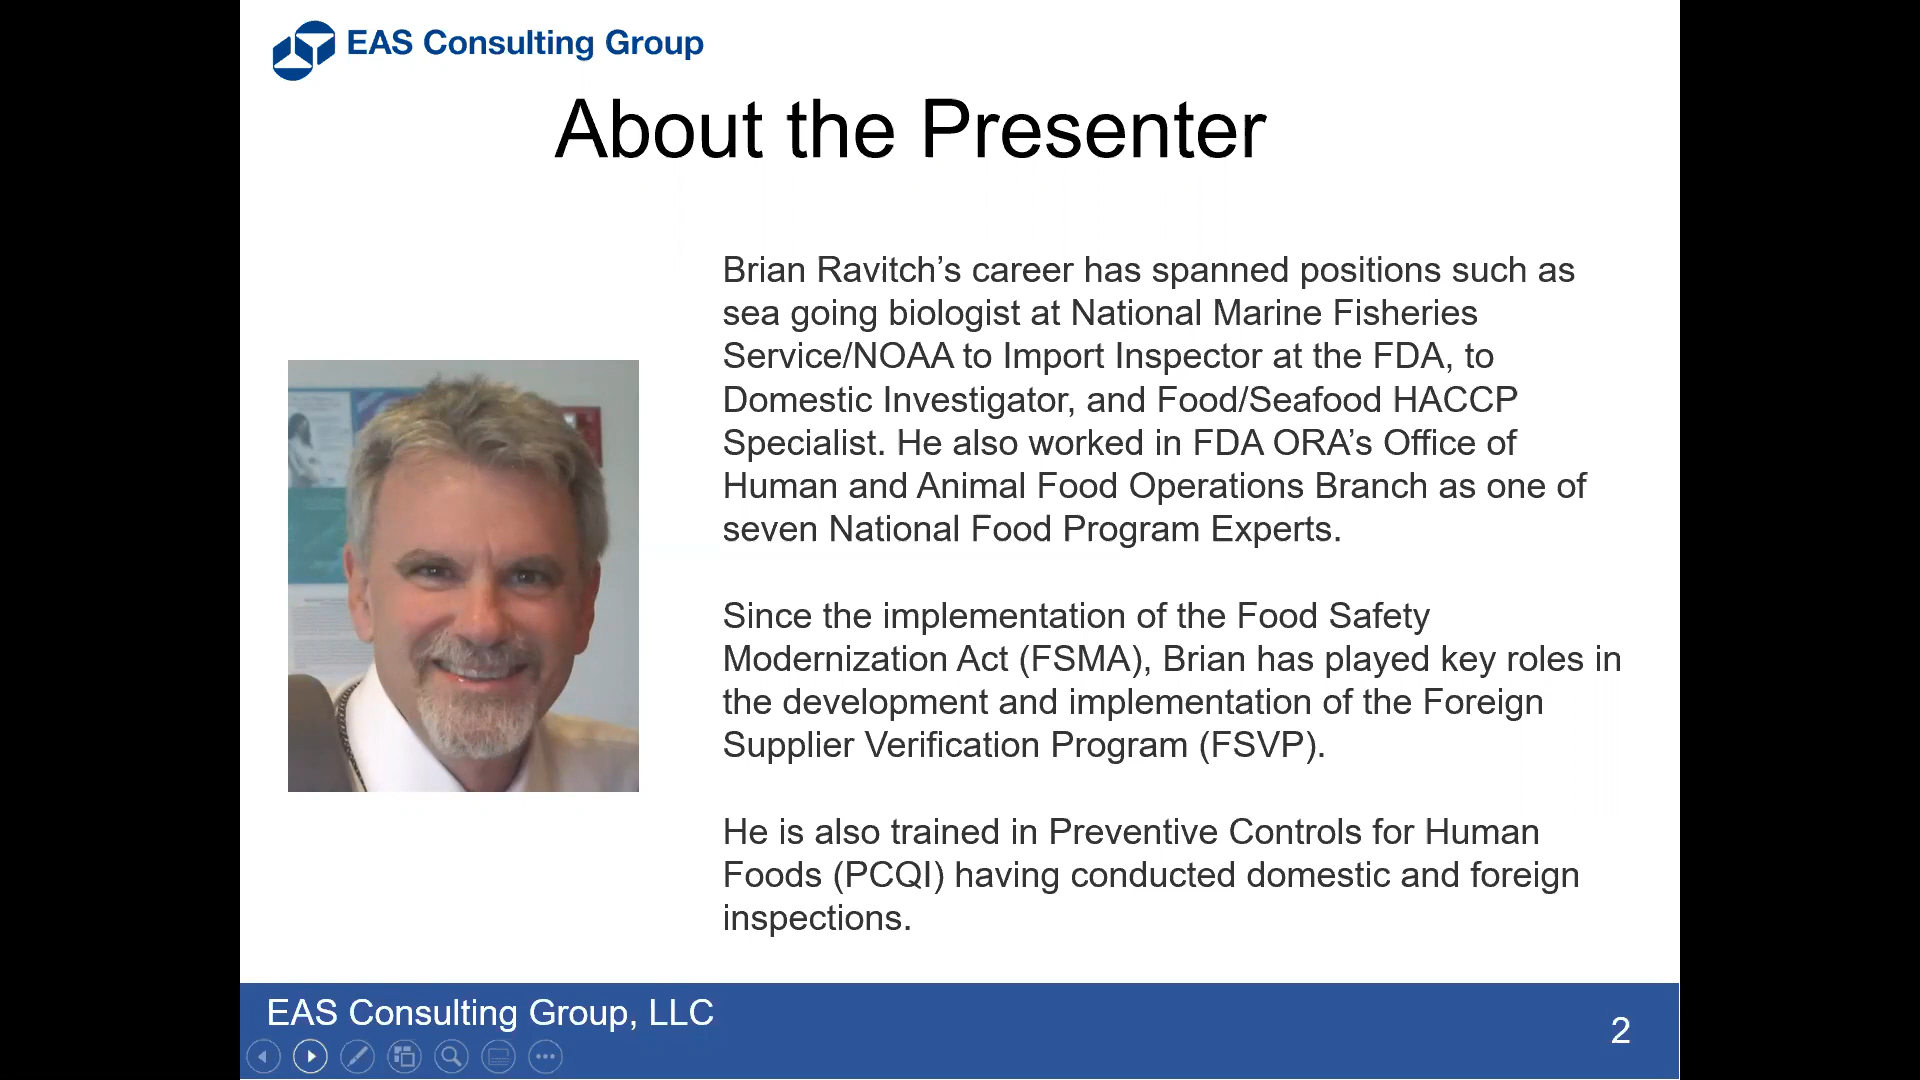 EAS Consulting Group
About the Presenter
Brian Ravitch’s career has spanned positions such as
sea going biologist at National Marine Fisheries
Service/NOAA to Import Inspector at the FDA, to
Domestic Investigator, and Food/Seafood HACCP
Specialist. He also worked in FDA ORA’s Office of
Human and Animal Food Operations Branch as one of
seven National Food Program Experts.
Since the implementation of the Food Safety
Modernization Act (FSMA), Brian has played key roles in
the development and implementation of the Foreign
Supplier Verification Program (FSVP).
He is also trained in Preventive Controls for Human
Foods (PCQI) having conducted domestic and foreign
inspections.
EAS Consulting Group, LLC
2